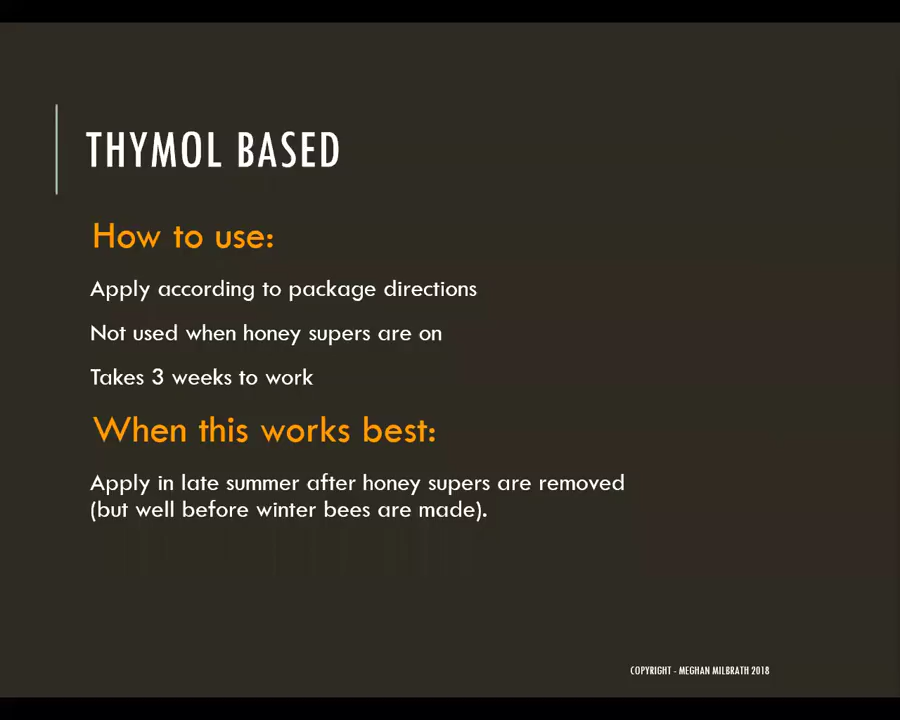 THYMOL BASED
How to use:
Apply according to package directions
Not used when honey supers are on
Takes 3 weeks to work
When this works best:
Apply in late summer after honey supers are removed
(but well before winter bees are made).
COPYRIGHT - MEGHAN MILBRATH 2018